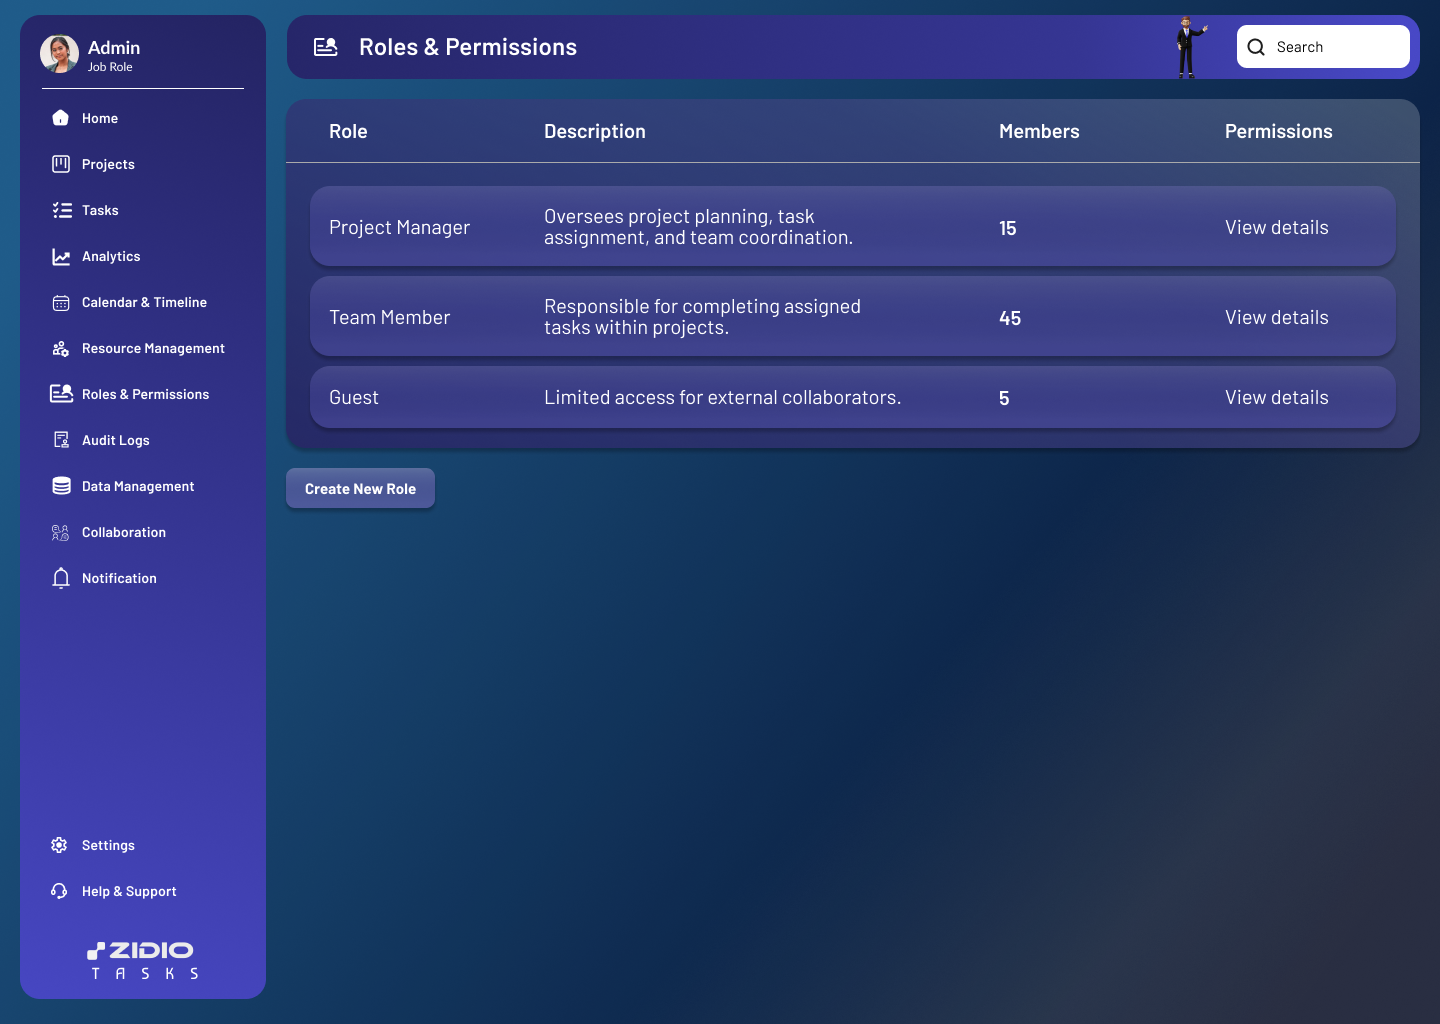 Admin
Job Role
Home
Projects
Tasks
Analytics
Calendar & Timeline
Resource Management
Roles & Permissions
Audit Logs
Data Management
Collaboration
Notification
Settings
Help & Support
ZIDIO
TASKS
Roles & Permissions
Search
Role Description Members Permissions
Project Manager Oversees project planning, task
assignment, and team coordination. 15 View details
Team Member Responsible for completing assigned
tasks within projects. 45 View details
Guest Limited access for external collaborators. 5 View details
Create New Role